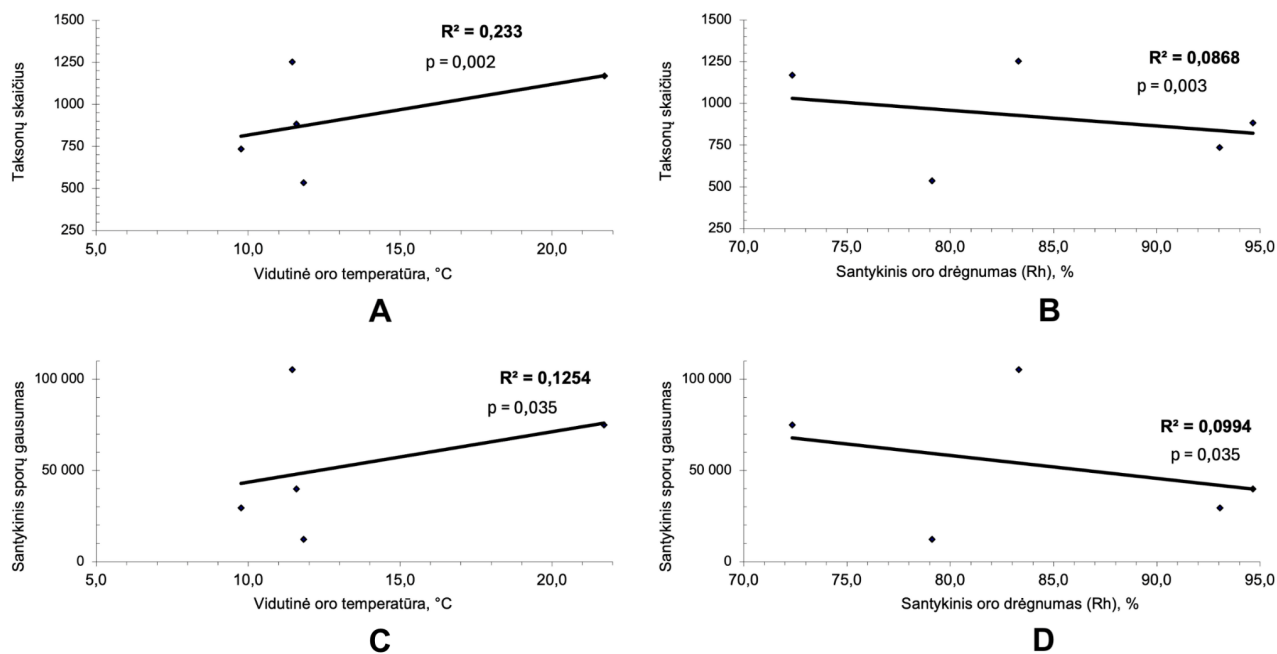 1500
1250
1000
750
500
250
Taksonų skaičius
R² = 0,233
p = 0,002
5,0 10,0 15,0 20,0
Vidutinė oro temperatūra, °C
A
1500
1250
1000
750
500
250
Taksonų skaičius
R² = 0,0868
p = 0,003
70,0 75,0 80,0 85,0 90,0 95,0
Santykinis oro drėgnumas (Rh), %
B
100 000
50 000
0
Santykinis sporų gausumas
R² = 0,1254
p = 0,035
5,0 10,0 15,0 20,0
Vidutinė oro temperatūra, °C
C
100 000
50 000
0
Santykinis sporų gausumas
R² = 0,0994
p = 0,035
70,0 75,0 80,0 85,0 90,0 95,0
Santykinis oro drėgnumas (Rh), %
D